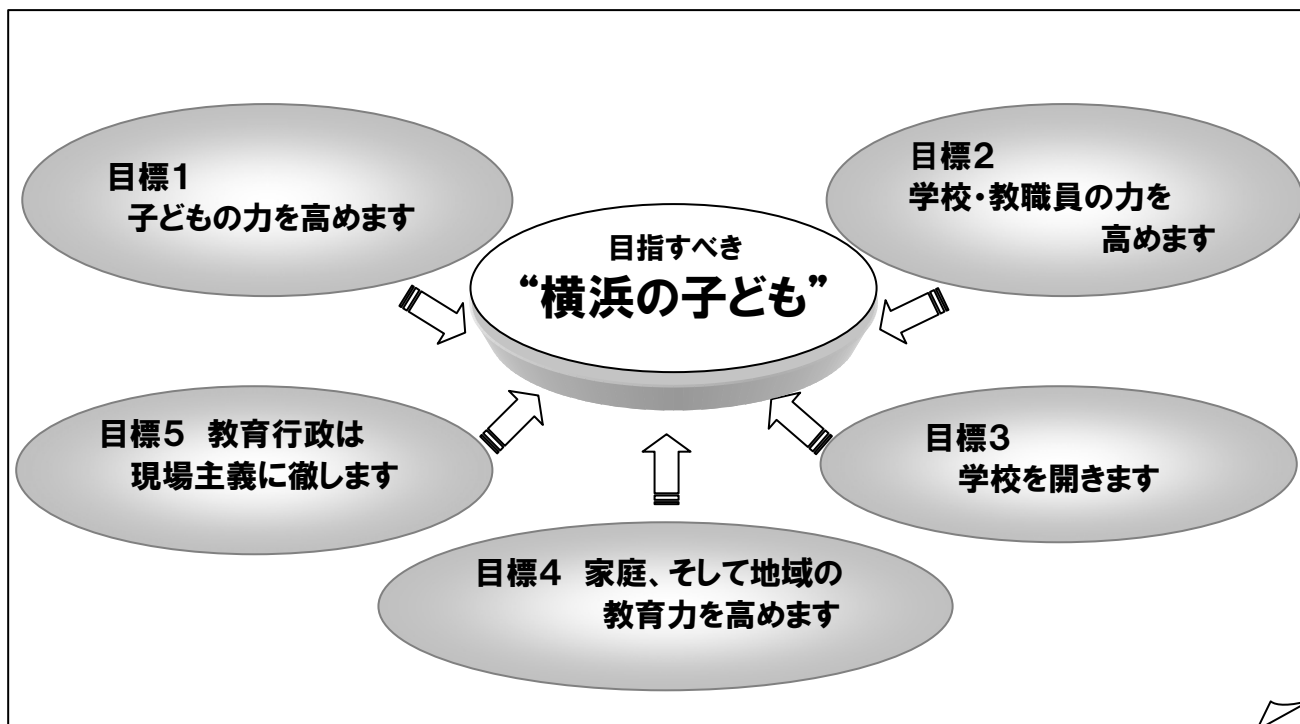 目標１
子どもの力を高めます
目標２
学校・教職員の力を
高めます
目指すべき
“横浜の子ども”
目標５　教育行政は
現場主義に徹します
目標３
学校を開きます
目標４　家庭、そして地域の
教育力を高めます